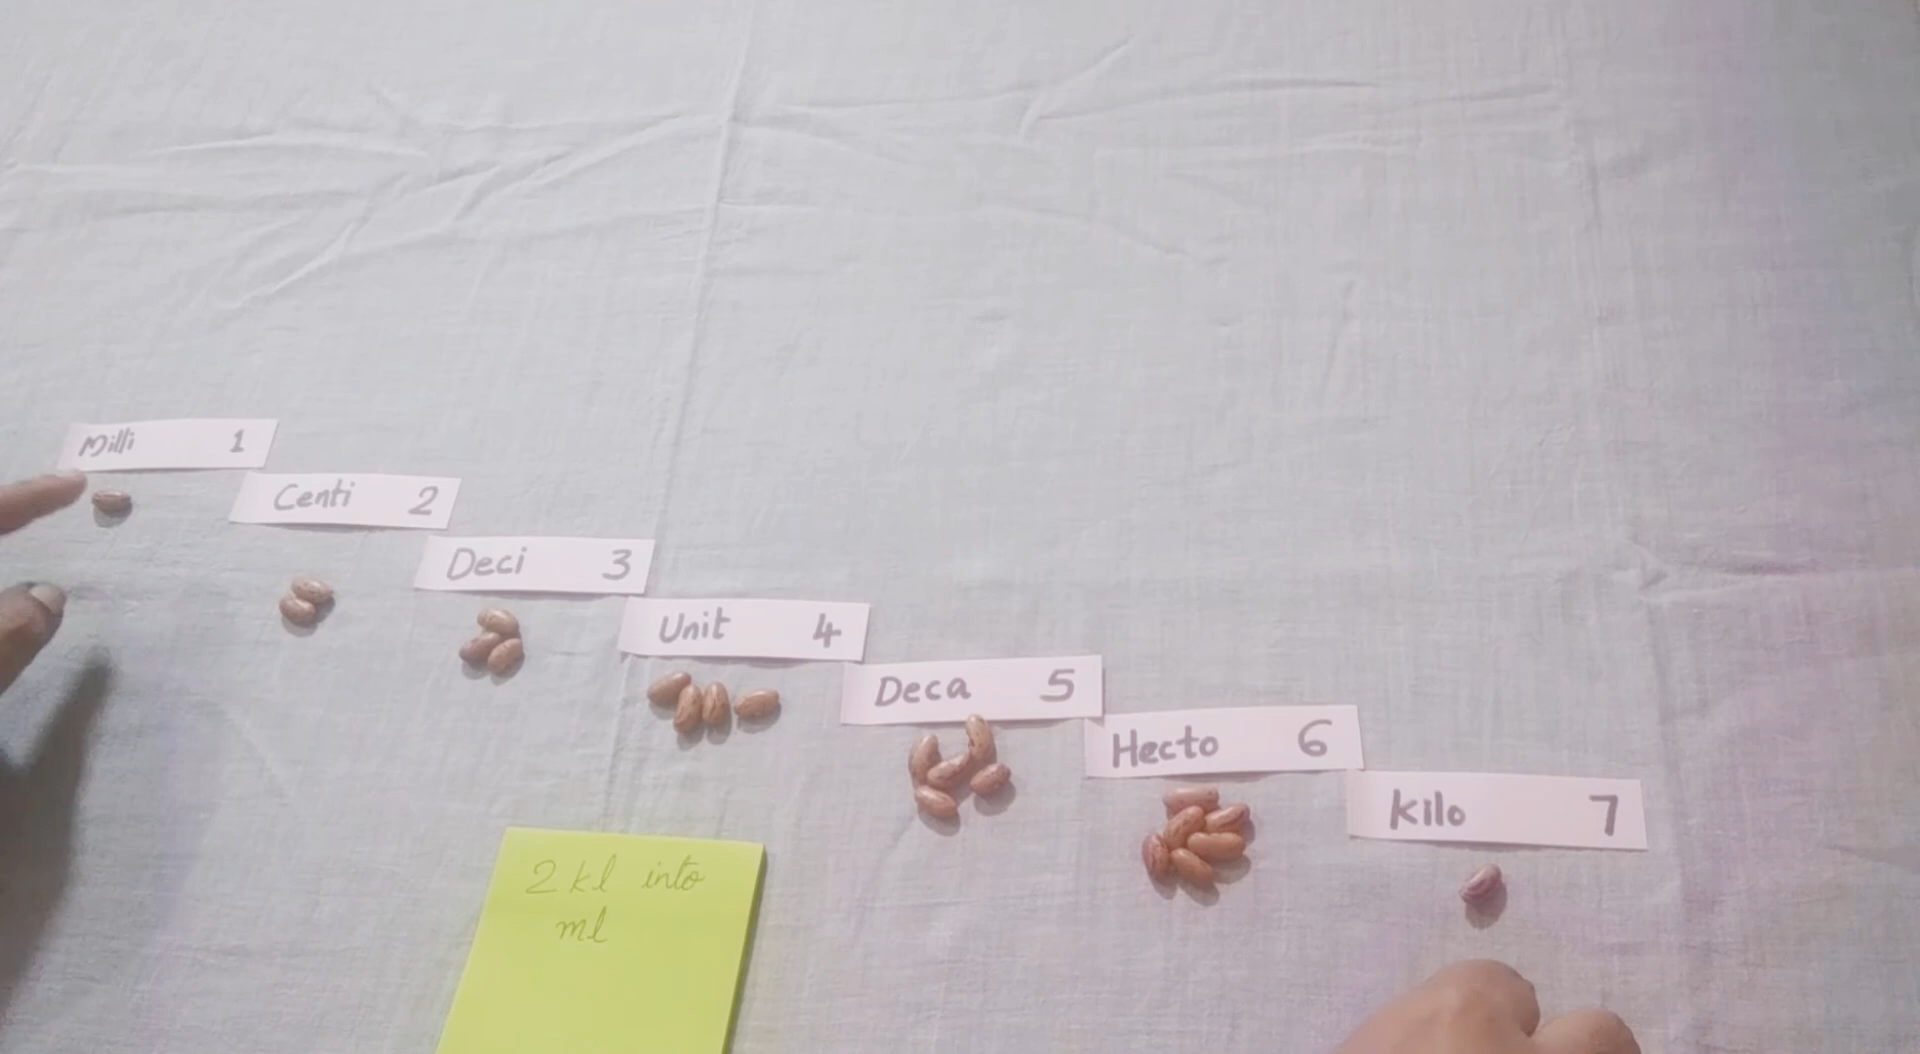 Milli 1
Centi 2
Deci 3
Unit 4
Deca 5
Hecto 6
Kilo 7
2 kl into
ml